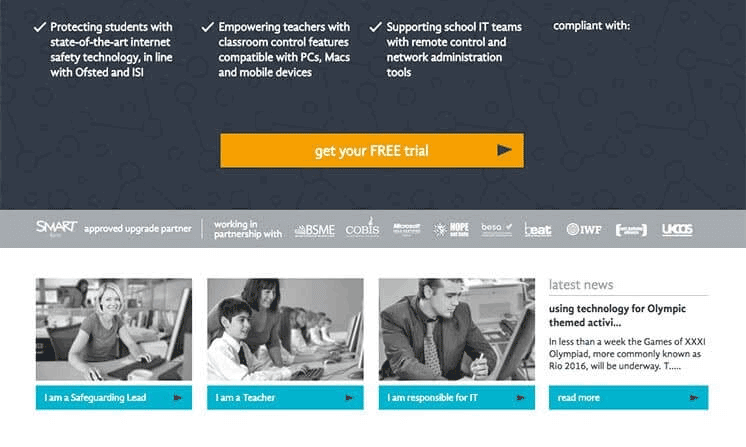 Protecting students with
state-of-the-art internet
safety technology, in line
with Ofsted and ISI
Empowering teachers with
classroom control features
compatible with PCs, Macs
and mobile devices
Supporting school IT teams
with remote control and
network administration
tools
compliant with:
get your FREE trial
SMART
approved upgrade partner
working in
partnership with
BSME
COBIS
Microsoft
HOPE
besa
beat
IWF
UKCCIS
I am a Safeguarding Lead
I am a Teacher
I am responsible for IT
latest news
using technology for Olympic
themed activi...
In less than a week the Games of XXXI
Olympiad, more commonly known as
Rio 2016, will be underway. T.....
read more